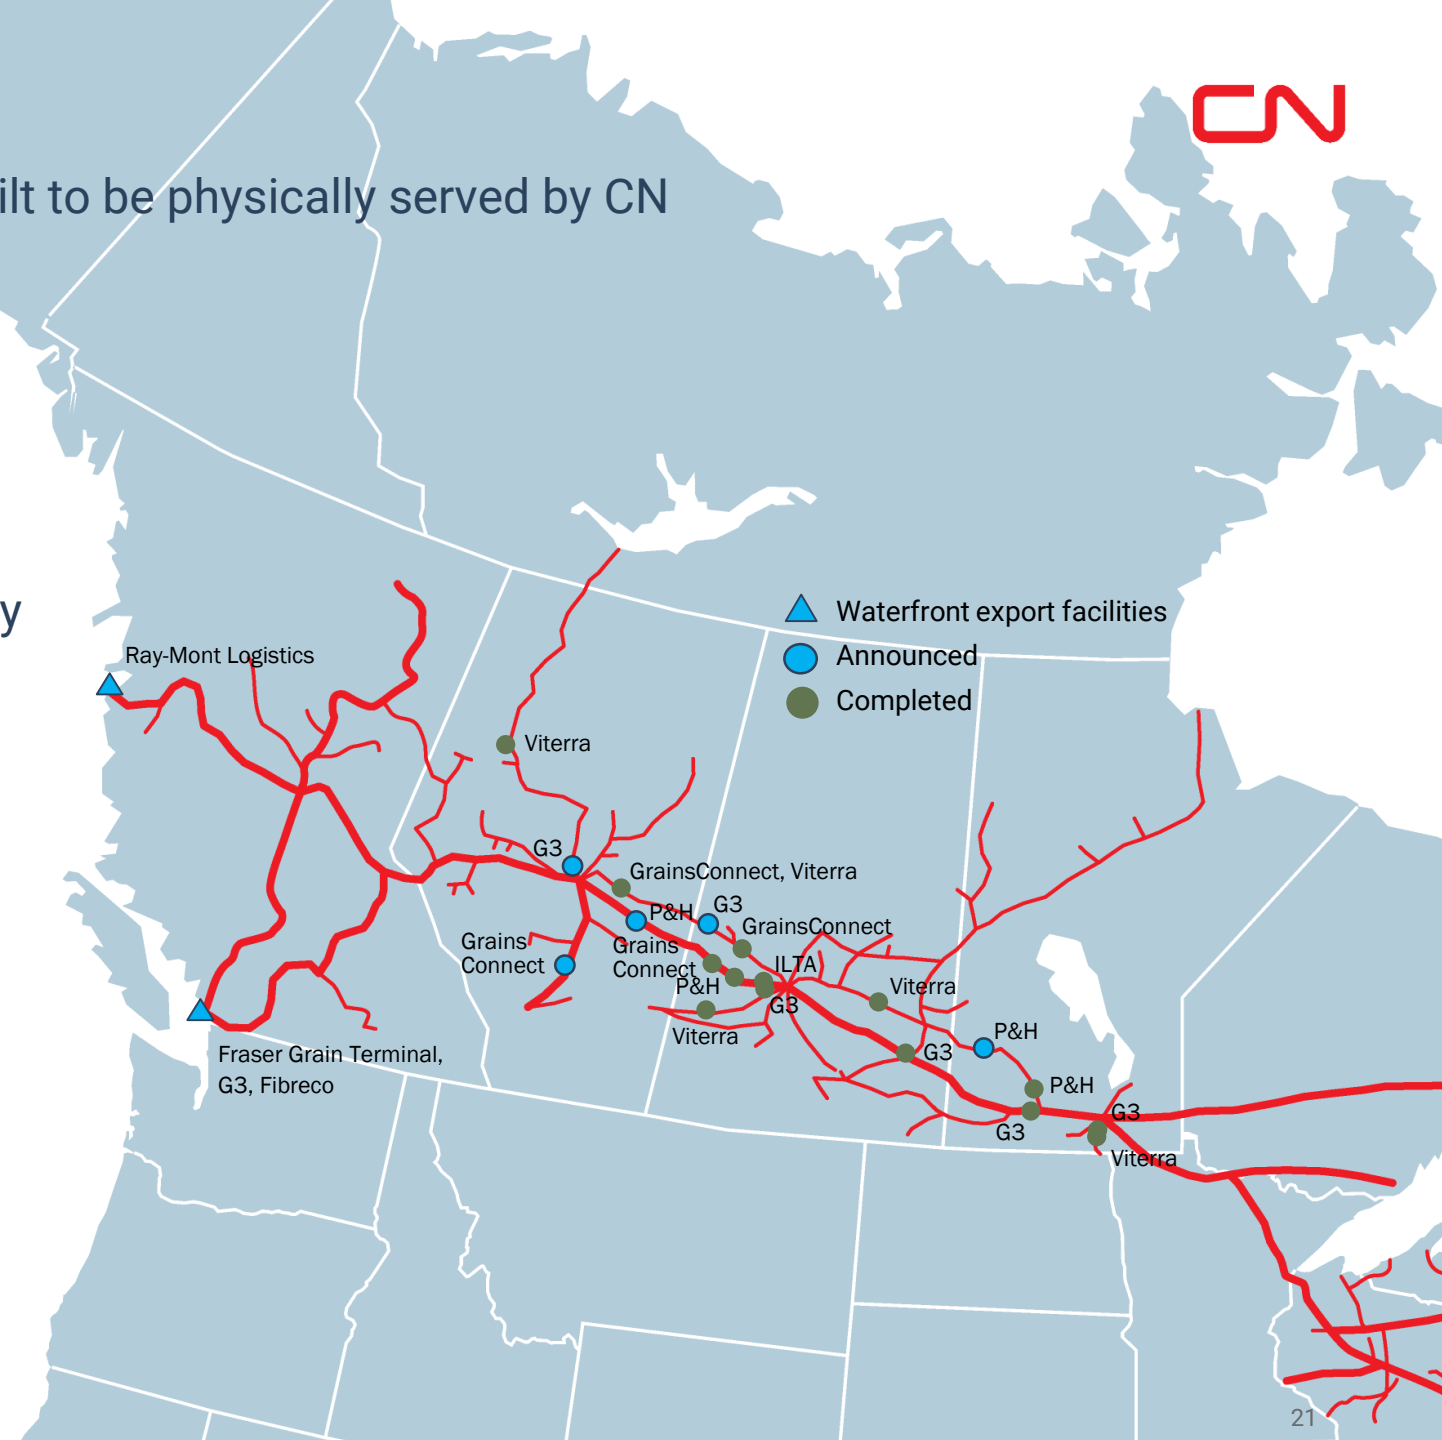 CN
ilt to be physically served by CN
y
Waterfront export facilities
Announced
Completed
Ray-Mont Logistics
Viterra
G3
GrainsConnect, Viterra
P&H
G3
GrainsConnect
Grains
Connect
Grains
Connect
ILTA
P&H
G3
Viterra
Viterra
G3
P&H
P&H
G3
G3
Viterra
Fraser Grain Terminal,
G3, Fibreco
21